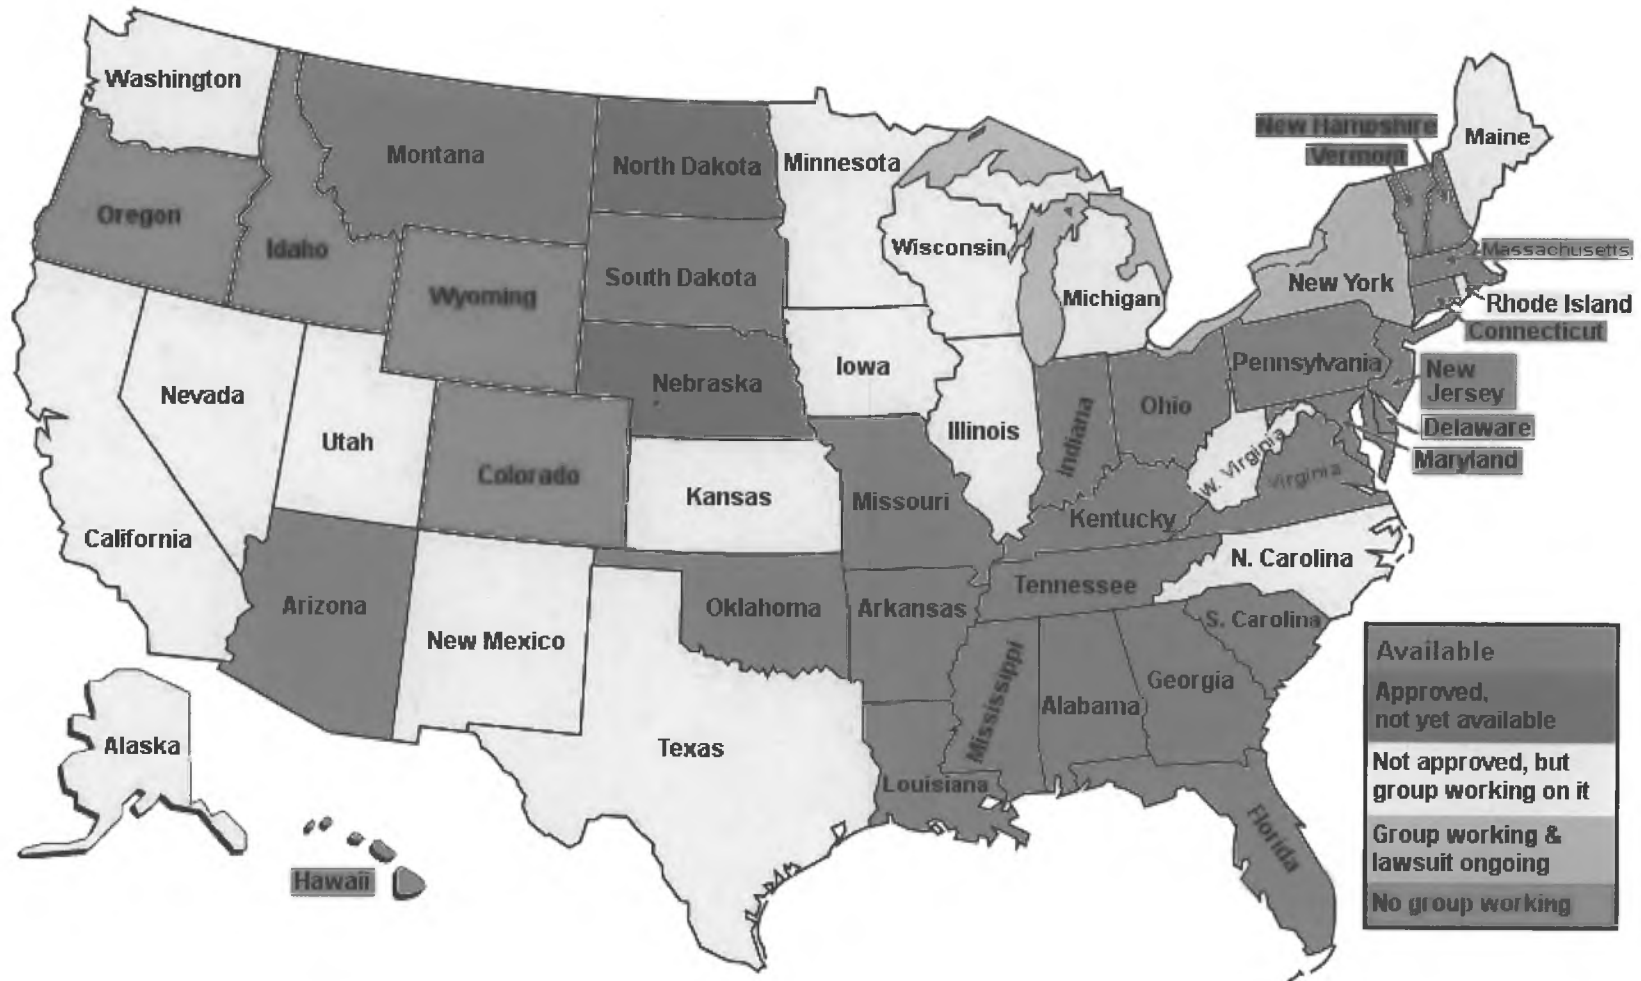 Washington
Montana
North Dakota
Minnesota
New Hampshire
Vermont
Maine
Oregon
Idaho
Wyoming
South Dakota
Wisconsin
Michigan
New York
Massachusetts
Rhode Island
Connecticut
Nevada
Utah
Colorado
Nebraska
Iowa
Illinois
Indiana
Ohio
Pennsylvania
New
Jersey
Delaware
Maryland
California
Kansas
Missouri
Kentucky
W. Virginia
Virginia
Arizona
New Mexico
Oklahoma
Arkansas
Tennessee
N. Carolina
S. Carolina
Texas
Louisiana
Mississippi
Alabama
Georgia
Florida
Alaska
Hawaii
Available
Approved,
not yet available
Not approved, but
group working on it
Group working &
lawsuit ongoing
No group working